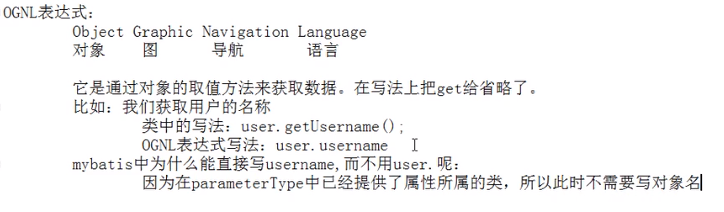 OGNL表达式：
Object Graphic Navigation Language
对象 图 导航 语言
它是通过对象的取值方法来获取数据。在写法上把get给省略了。
比如：我们获取用户的名称
类中的写法：user.getUsername();
OGNL表达式写法：user.username
mybatis中为什么能直接写username,而不用user.呢：
因为在parameterType中已经提供了属性所属的类，所以此时不需要写对象名